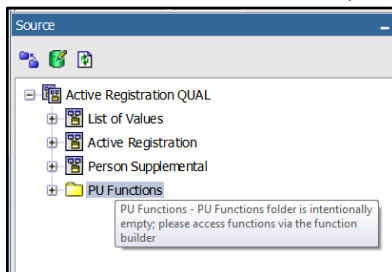 Source
Active Registration QUAL
List of Values
Active Registration
Person Supplemental
PU Functions
PU Functions - PU Functions folder is intentionally
empty; please access functions via the function
builder